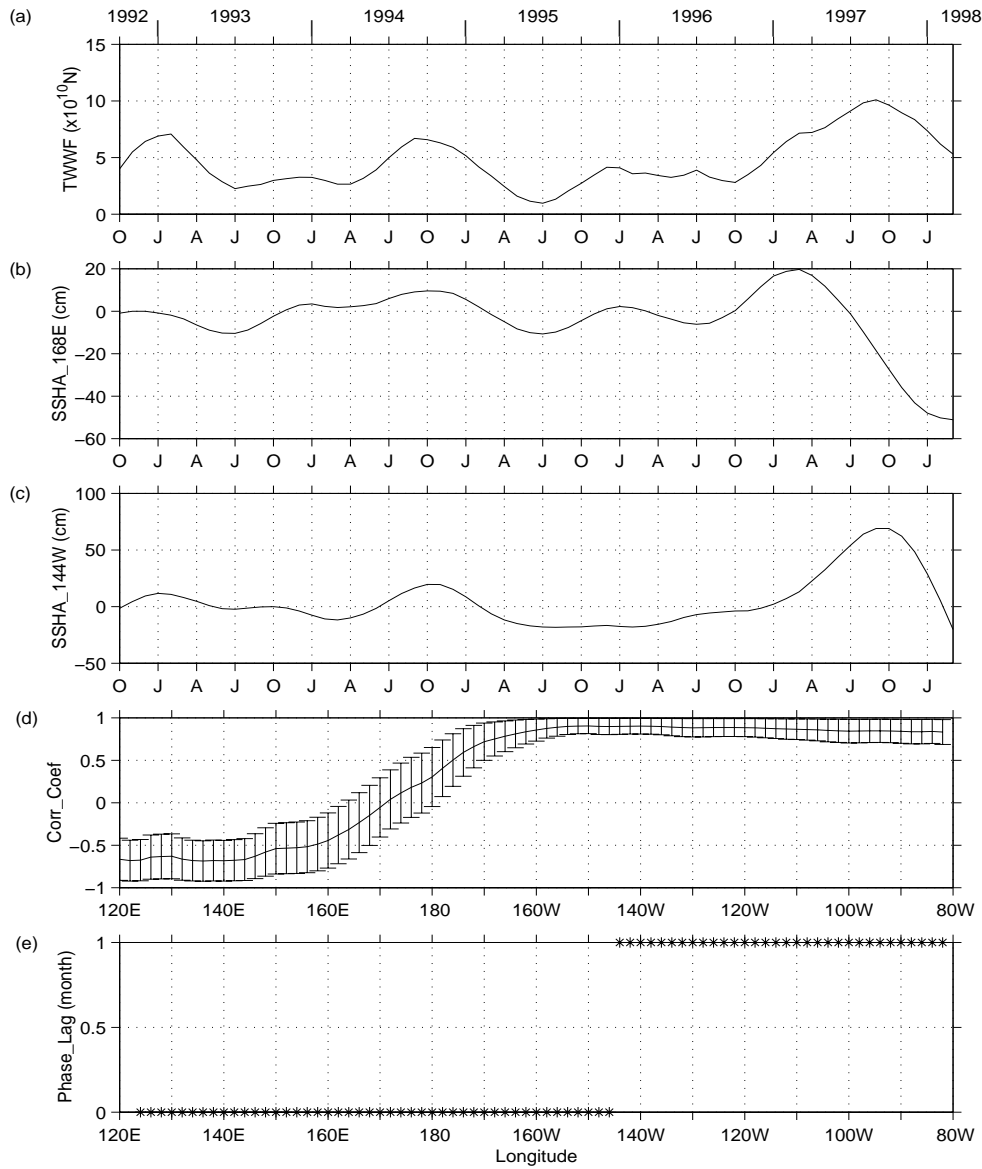 (a) 1992 1993 1994 1995 1996 1997 1998
15
10
5
0
TWWF (x10^10N)
O J A J O J A J O J A J O J A J O J A J O J
(b)
20
0
−20
−40
−60
SSHA_168E (cm)
O J A J O J A J O J A J O J A J O J A J O J
(c)
100
50
0
−50
SSHA_144W (cm)
O J A J O J A J O J A J O J A J O J A J O J
(d)
1
0.5
0
−0.5
−1
Corr_Coef
120E 140E 160E 180 160W 140W 120W 100W 80W
(e)
1
0.5
0
Phase_Lag (month)
120E 140E 160E 180 160W 140W 120W 100W 80W
Longitude